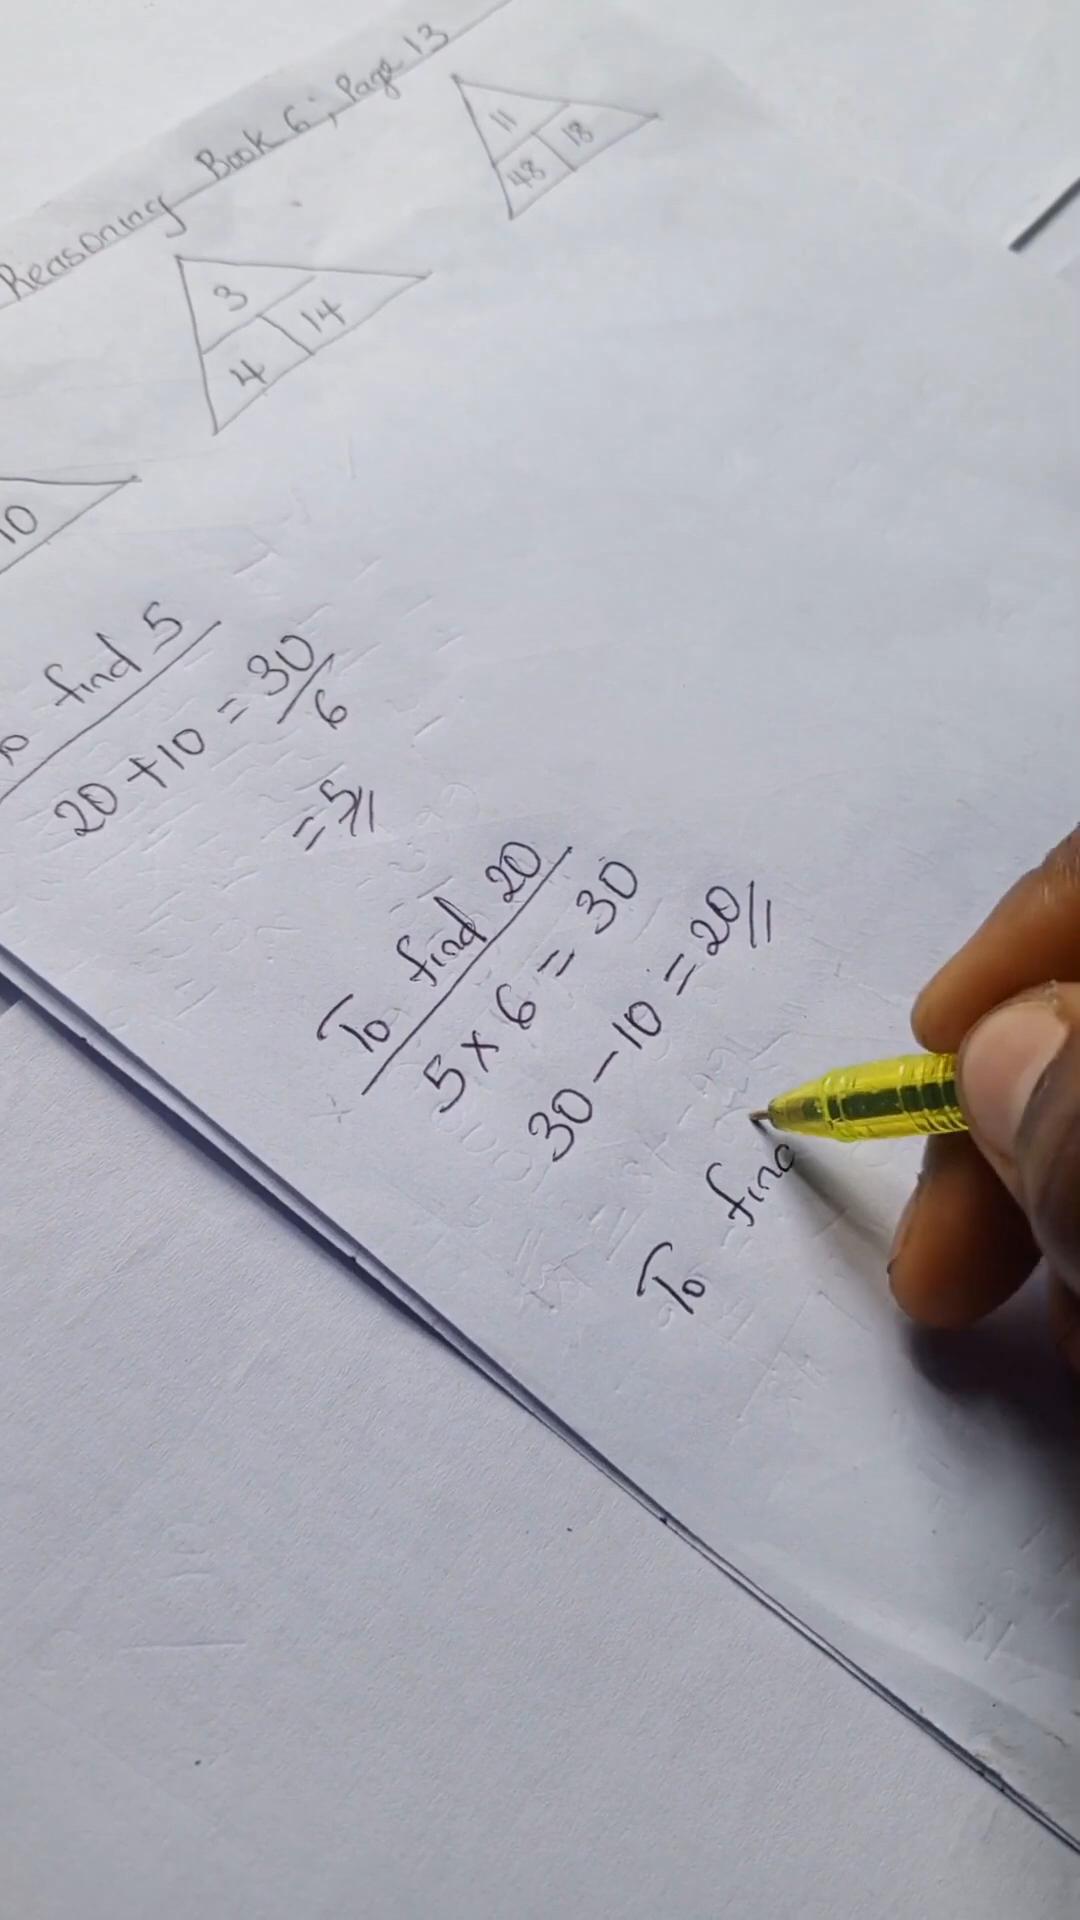 Reasoning Book 6; Page 13
11
48 18
3
4 14
10
find 5
20 + 10 = 30/6
= 5
To find 20
5 x 6 = 30
30 - 10 = 20
To find